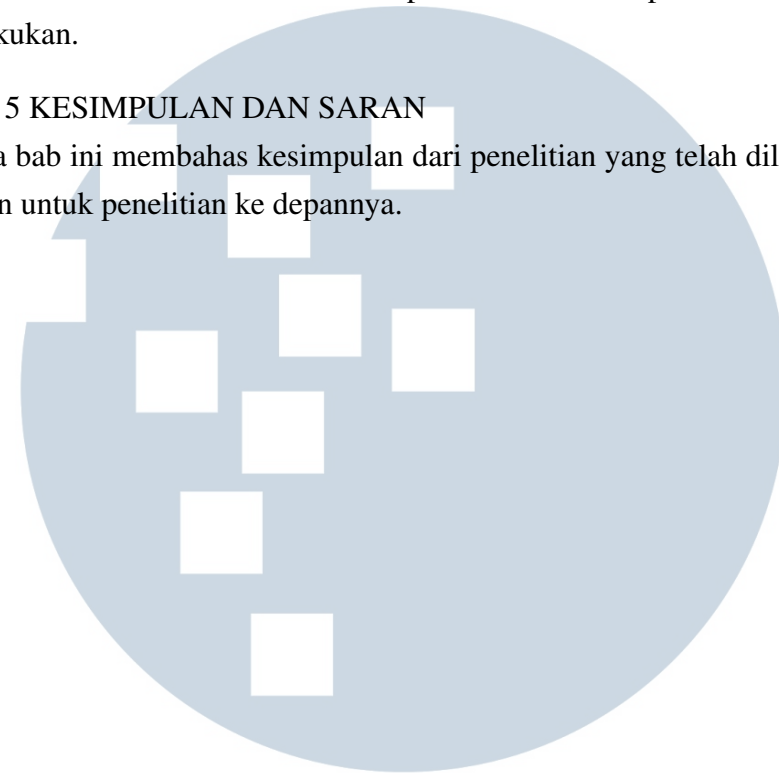 kukan.
5 KESIMPULAN DAN SARAN
a bab ini membahas kesimpulan dari penelitian yang telah dil
n untuk penelitian ke depannya.